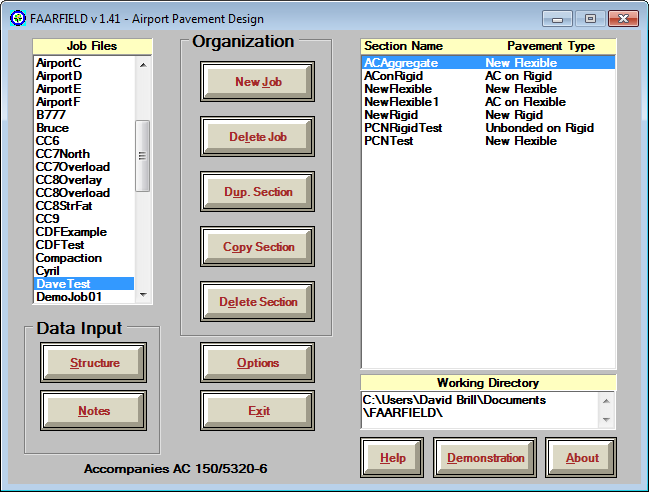 FAARFIELD v 1.41 - Airport Pavement Design
Job Files
AirportC
AirportD
AirportE
AirportF
B777
Bruce
CC6
CC7North
CC7Overload
CC8Overlay
CC8Overload
CC8StrFat
CC9
CDFExample
CDFTest
Compaction
Cyril
DaveTest
DemoJob01
Data Input
Structure
Notes
Organization
New Job
Delete Job
Dup. Section
Copy Section
Delete Section
Options
Exit
Section Name Pavement Type
ACAggregate New Flexible
AConRigid AC on Rigid
NewFlexible New Flexible
NewFlexible1 AC on Flexible
NewRigid New Rigid
PCNRigidTest Unbonded on Rigid
PCNTest New Flexible
Working Directory
C:\Users\David Brill\Documents
\FAARFIELD\
Help Demonstration About
Accompanies AC 150/5320-6